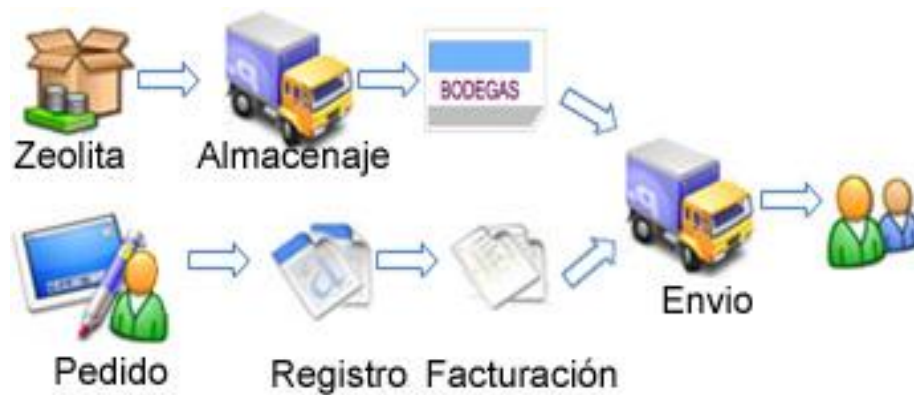 BODEGAS
Zeolita Almacenaje
Envio
Pedido Registro Facturación